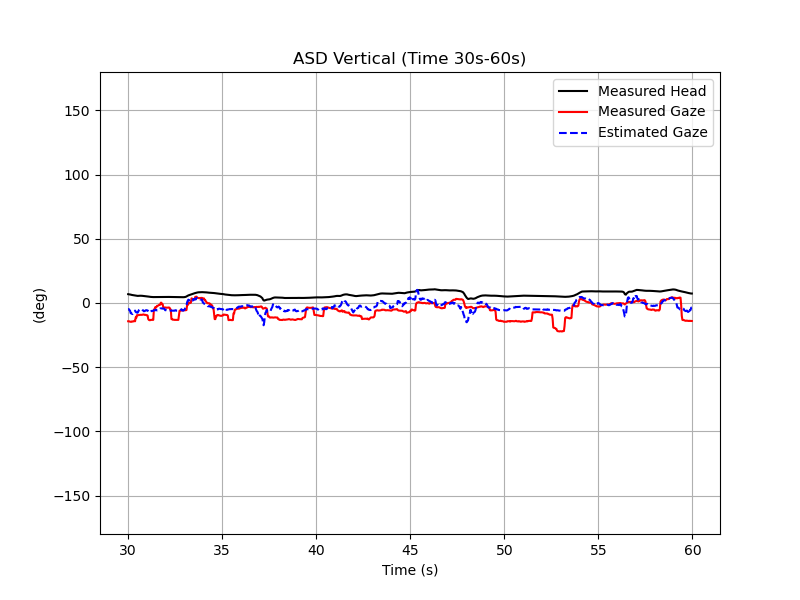 ASD Vertical (Time 30s-60s)
Measured Head
Measured Gaze
Estimated Gaze
150
100
50
0
−50
−100
−150
(deg)
30 35 40 45 50 55 60
Time (s)